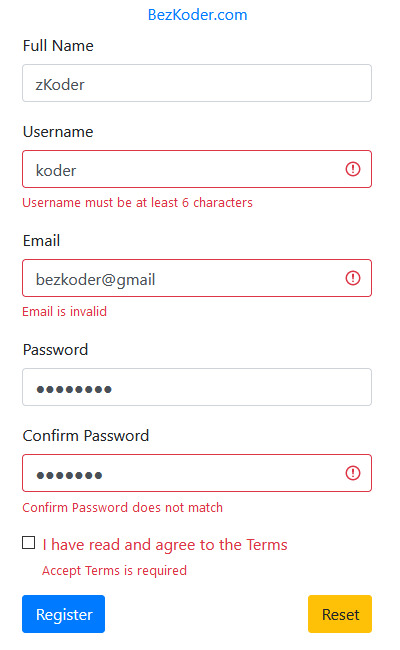 BezKoder.com
Full Name
zKoder
Username
koder
Username must be at least 6 characters
Email
bezkoder@gmail
Email is invalid
Password
●●●●●●●●
Confirm Password
●●●●●●●
Confirm Password does not match
I have read and agree to the Terms
Accept Terms is required
Register Reset